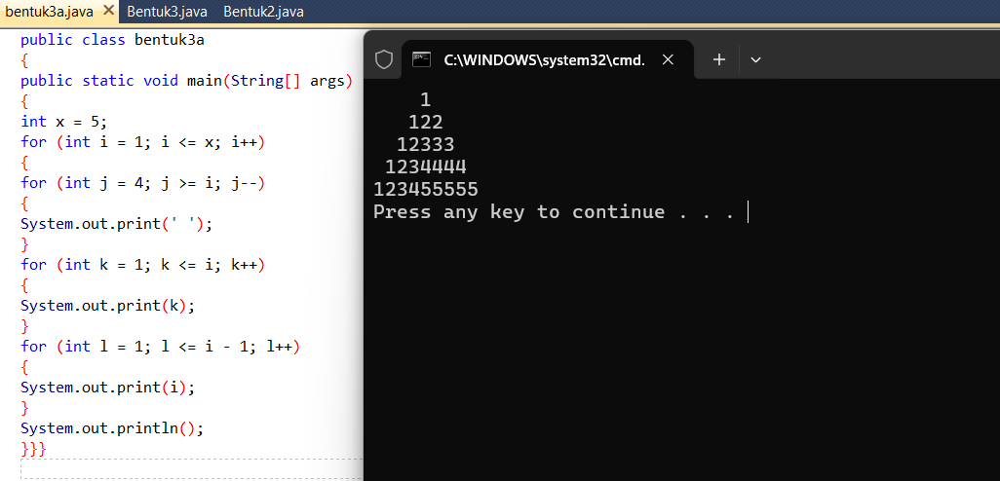 bentuk3a.java Bentuk3.java Bentuk2.java
public class bentuk3a
{
public static void main(String[] args)
{
int x = 5;
for (int i = 1; i <= x; i++)
{
for (int j = 4; j >= i; j--)
{
System.out.print(' ');
}
for (int k = 1; k <= i; k++)
{
System.out.print(k);
}
for (int l = 1; l <= i - 1; l++)
{
System.out.print(i);
}
System.out.println();
}}}
C:\WINDOWS\system32\cmd.
    1
   122
  12333
 1234444
123455555
Press any key to continue . . .